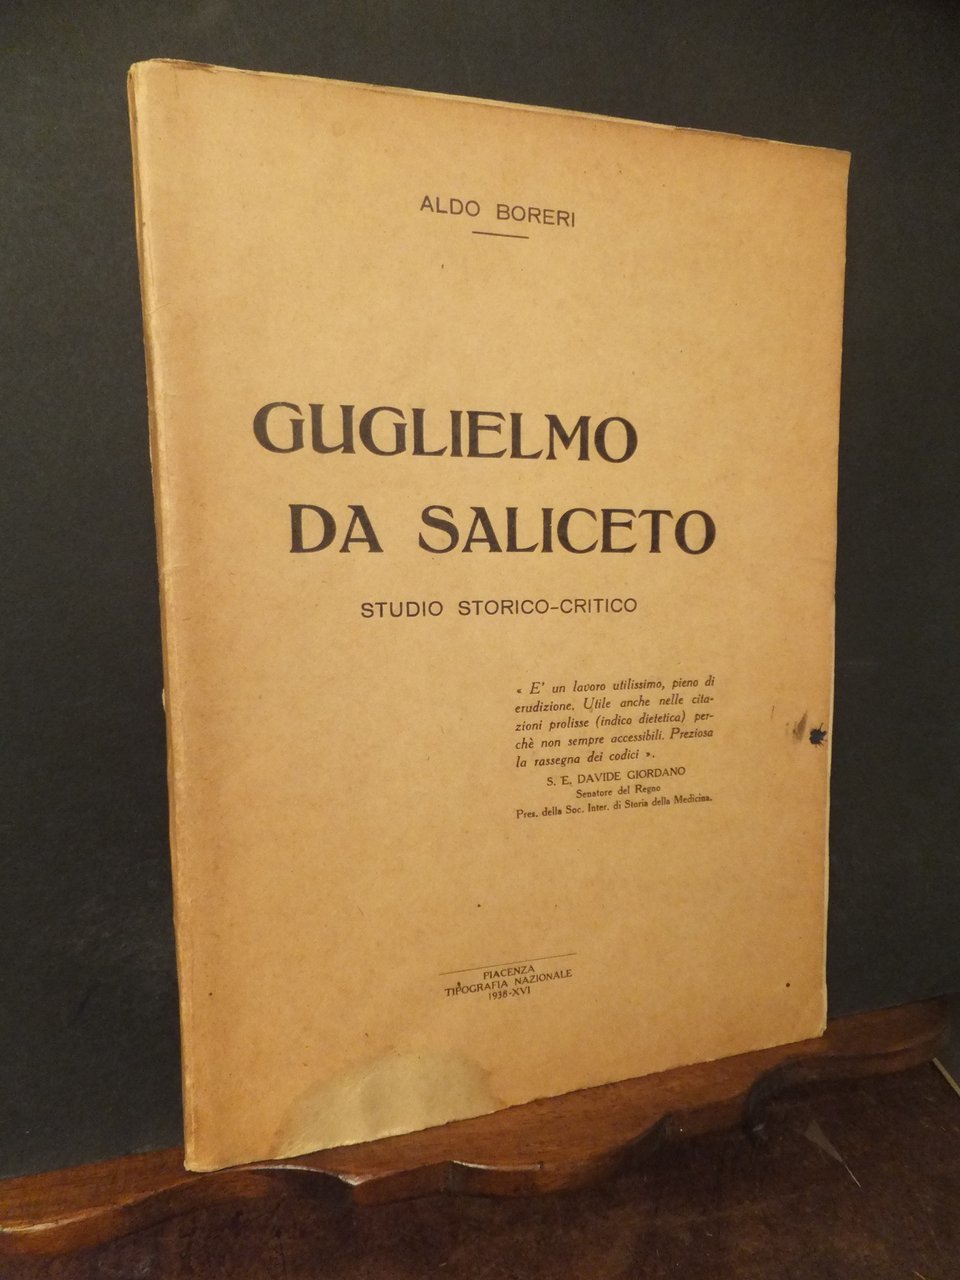 ALDO BORERI
GUGLIELMO
DA SALICETO
STUDIO STORICO-CRITICO
« E' un lavoro utilissimo, pieno di
erudizione. Utile anche nelle cita-
zioni prolisse (indico dietetica) per-
chè non sempre accessibili. Preziosa
la rassegna dei codici ».
S. E. DAVIDE GIORDANO
Senatore del Regno
Pres. della Soc. Inter. di Storia della Medicina.
PIACENZA
TIPOGRAFIA NAZIONALE
1938-XVI